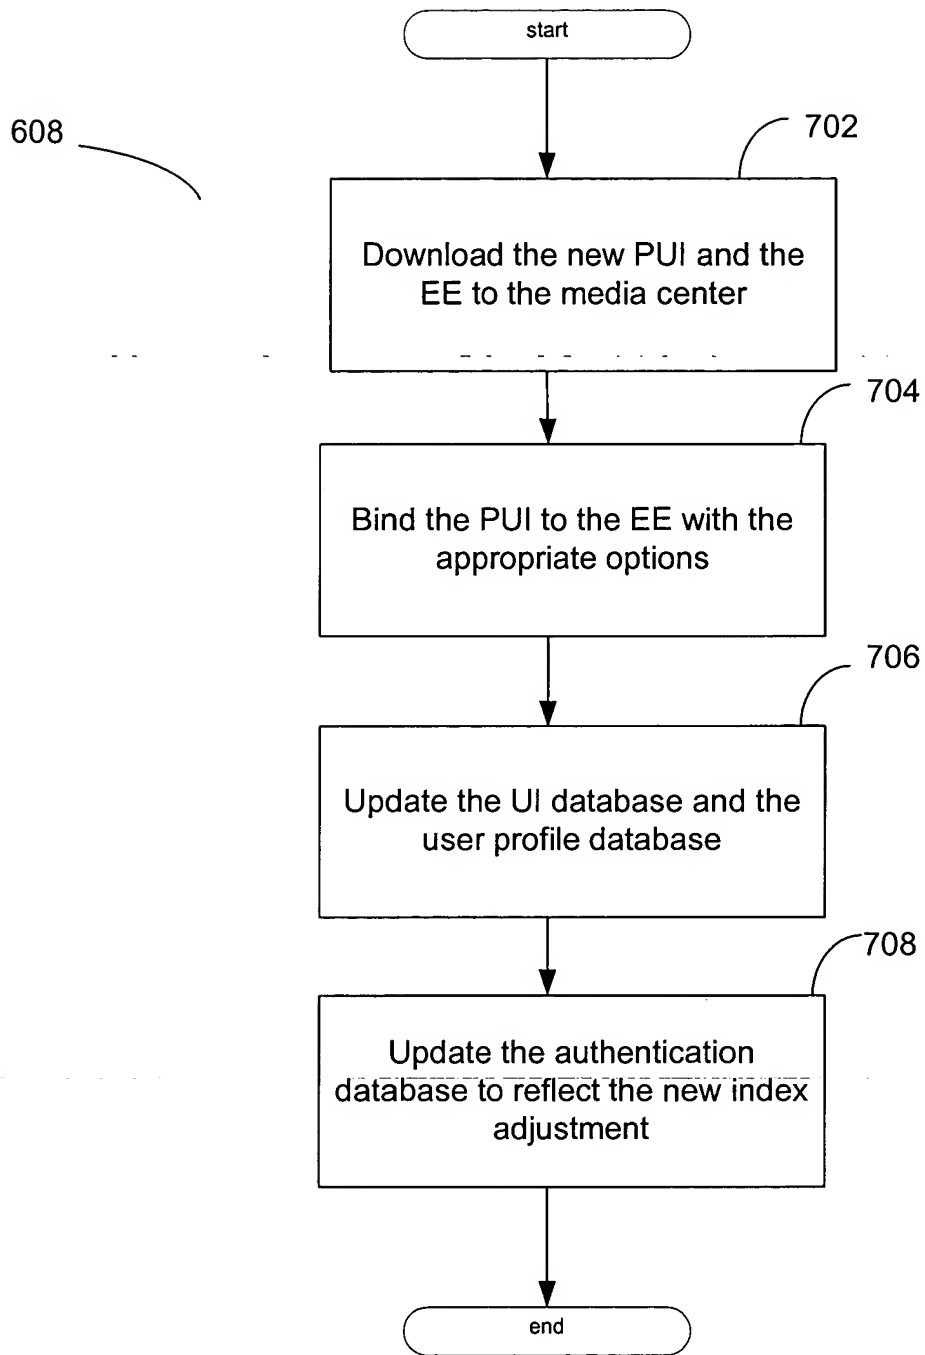 start
608
702
Download the new PUI and the
EE to the media center
704
Bind the PUI to the EE with the
appropriate options
706
Update the UI database and the
user profile database
708
Update the authentication
database to reflect the new index
adjustment
end